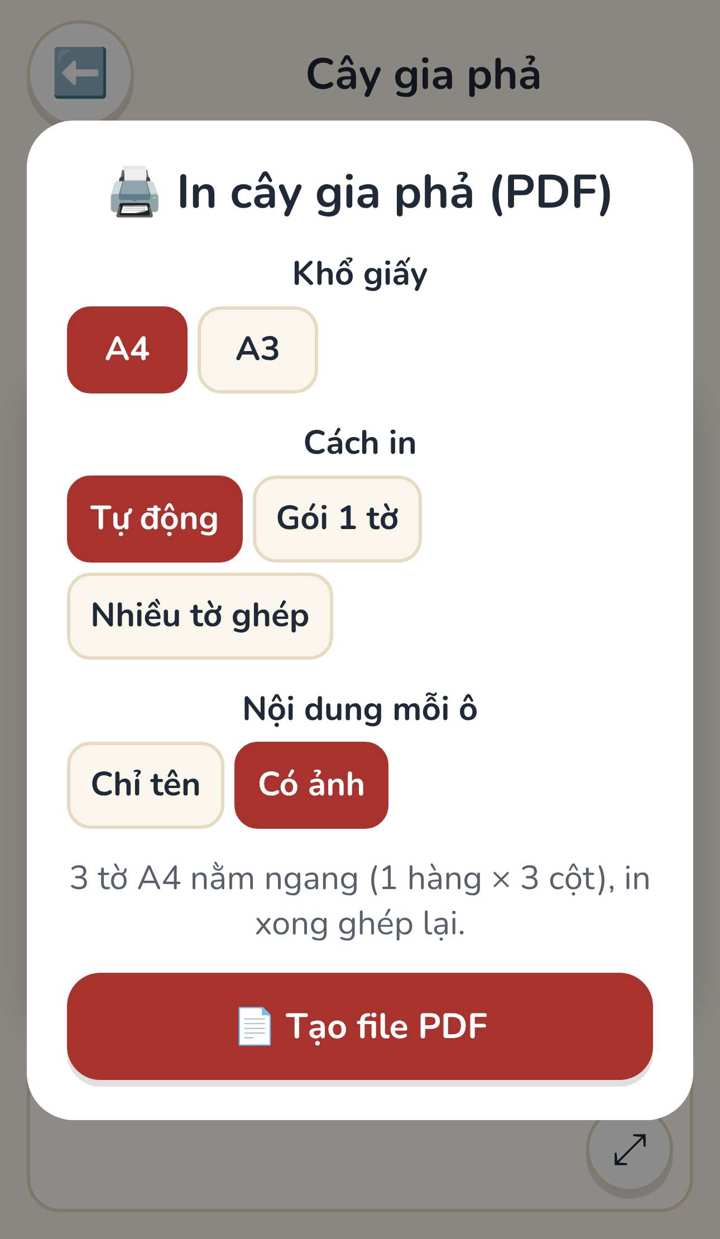 Cây gia phả
In cây gia phả (PDF)
Khổ giấy
A4 A3
Cách in
Tự động Gói 1 tờ
Nhiều tờ ghép
Nội dung mỗi ô
Chỉ tên Có ảnh
3 tờ A4 nằm ngang (1 hàng × 3 cột), in
xong ghép lại.
Tạo file PDF